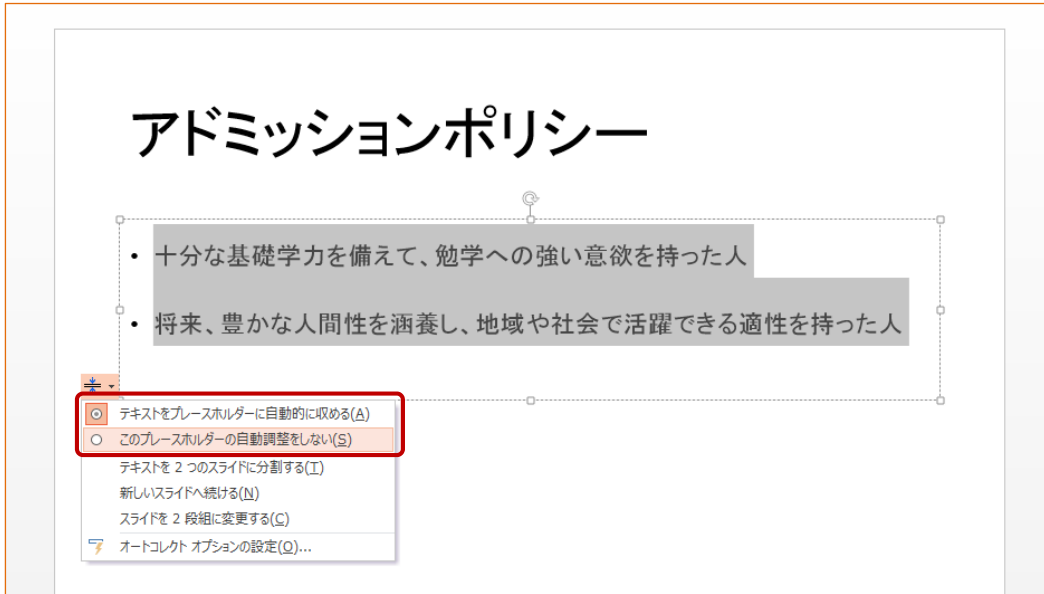 アドミッションポリシー
• 十分な基礎学力を備えて、勉学への強い意欲を持った人
• 将来、豊かな人間性を涵養し、地域や社会で活躍できる適性を持った人
テキストをプレースホルダーに自動的に収める(A)
このプレースホルダーの自動調整をしない(S)
テキストを 2 つのスライドに分割する(T)
新しいスライドへ続ける(N)
スライドを 2 段組に変更する(C)
オートコレクト オプションの設定(O)...